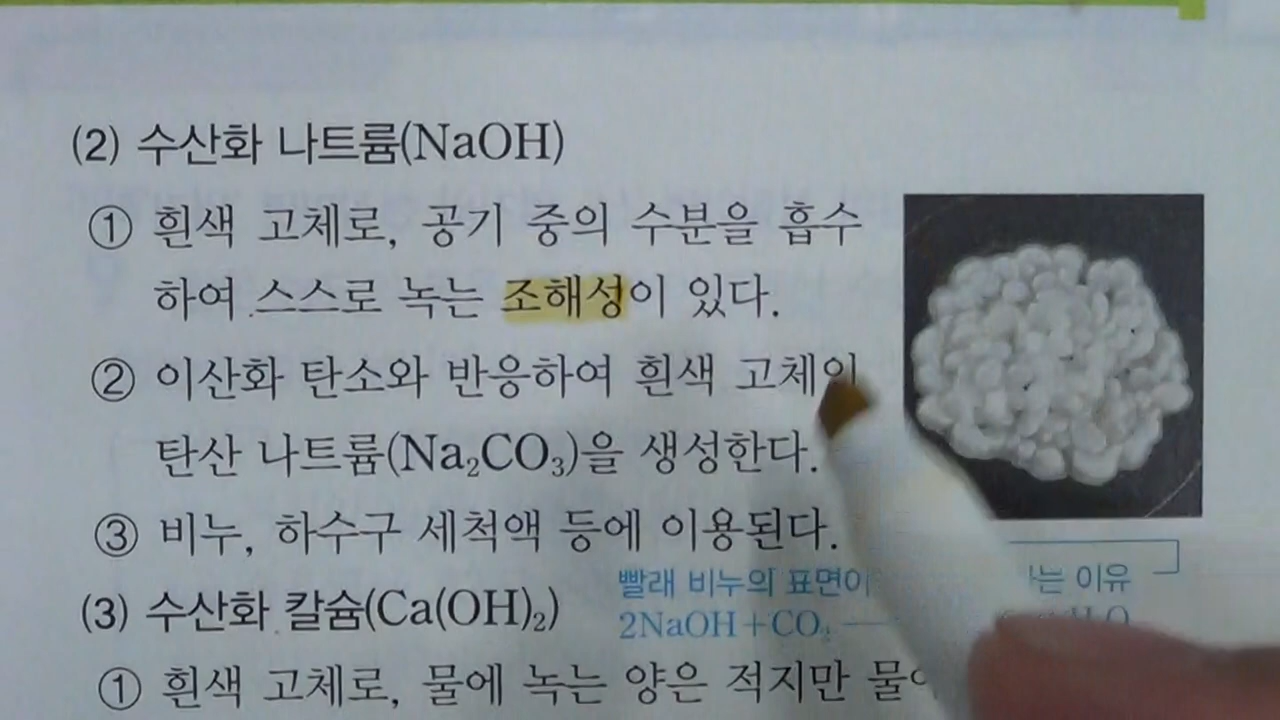 (2) 수산화 나트륨(NaOH)
① 흰색 고체로, 공기 중의 수분을 흡수
하여 스스로 녹는 조해성이 있다.
② 이산화 탄소와 반응하여 흰색 고체인
탄산 나트륨(Na₂CO₃)을 생성한다.
③ 비누, 하수구 세척액 등에 이용된다.
빨래 비누의 표면이 는 이유
(3) 수산화 칼슘(Ca(OH)₂)
2NaOH+CO₂ H₂O
① 흰색 고체로, 물에 녹는 양은 적지만